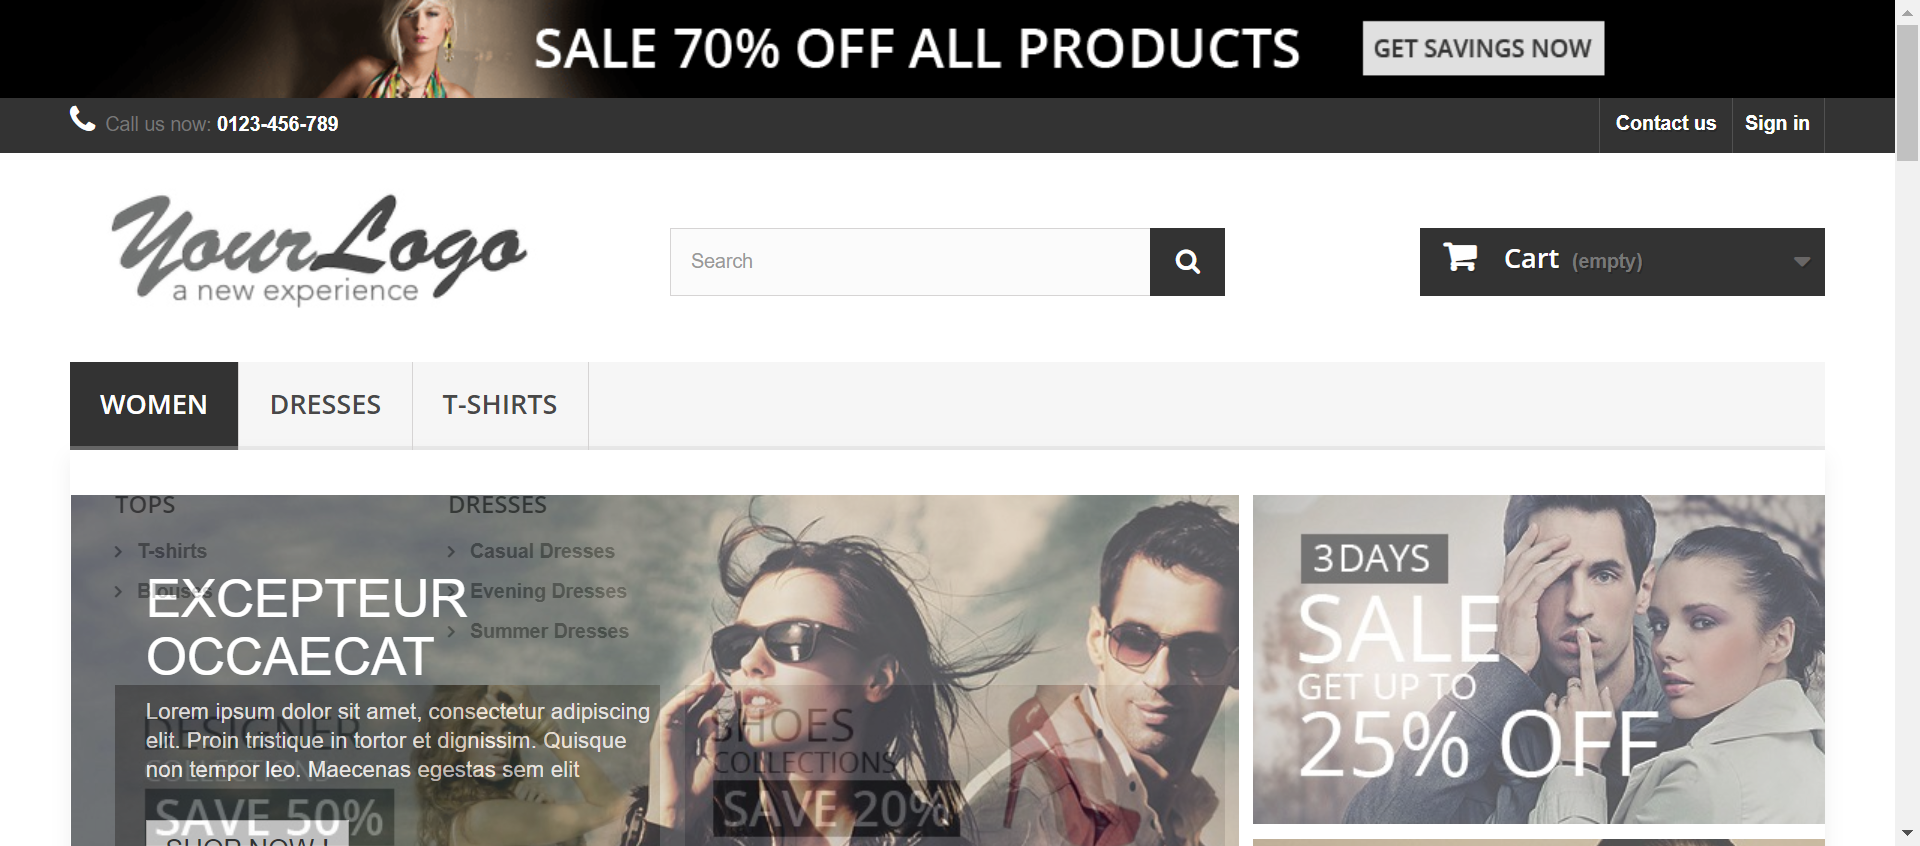 SALE 70% OFF ALL PRODUCTS
GET SAVINGS NOW
Call us now: 0123-456-789
Contact us
Sign in
YourLogo
a new experience
Search
Cart (empty)
WOMEN
DRESSES
T-SHIRTS
TOPS
T-shirts
Blouses
DRESSES
Casual Dresses
Evening Dresses
Summer Dresses
EXCEPTEUR
OCCAECAT
Lorem ipsum dolor sit amet, consectetur adipiscing
elit. Proin tristique in tortor et dignissim. Quisque
non tempor leo. Maecenas egestas sem elit
SHOP NOW !
DESIGNER
COLLECTIONS
SAVE 50%
SHOES
COLLECTIONS
SAVE 20%
3 DAYS
SALE
GET UP TO
25% OFF